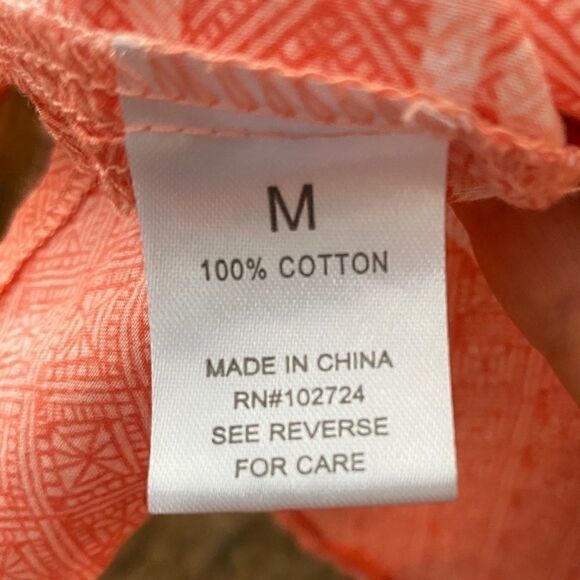 M
100% COTTON
MADE IN CHINA
RN#102724
SEE REVERSE
FOR CARE